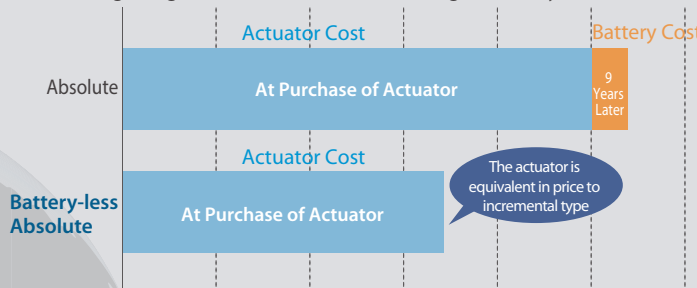 Actuator Cost
Battery Cost
Absolute
At Purchase of Actuator
9
Years
Later
Actuator Cost
The actuator is
equivalent in price to
incremental type
Battery-less
Absolute
At Purchase of Actuator